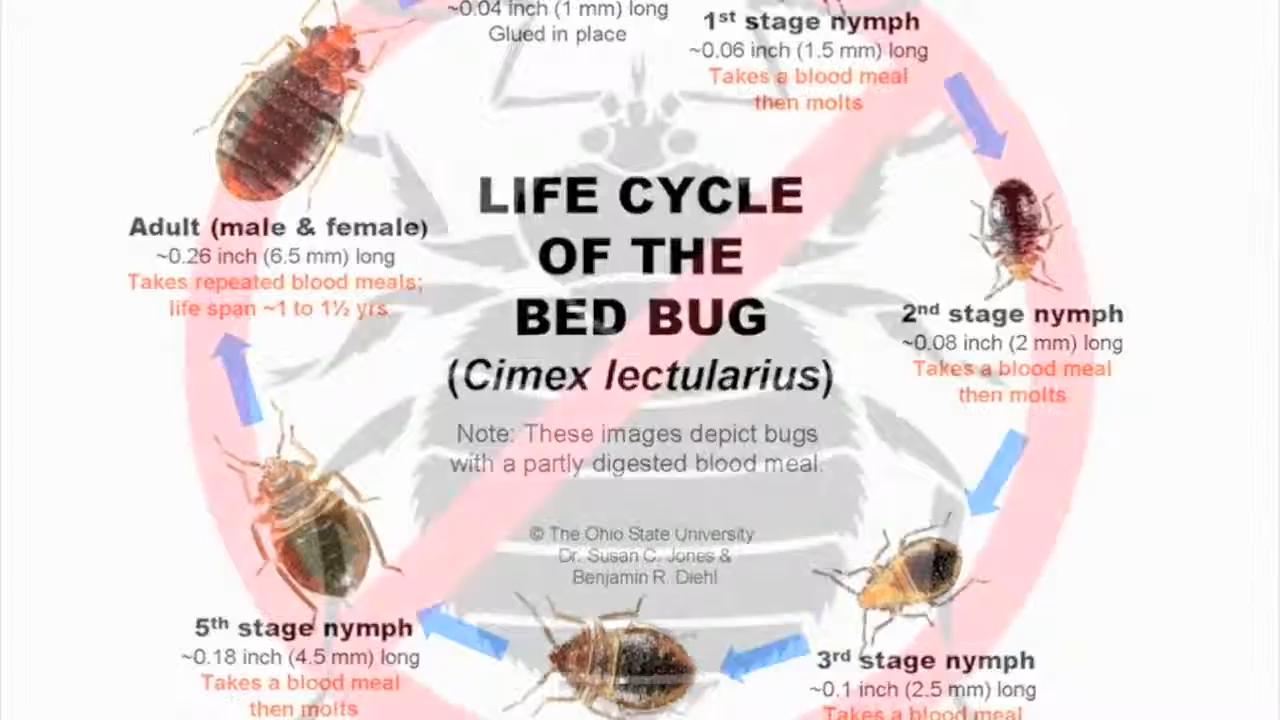 ~0.04 inch (1 mm) long
Glued in place
1st stage nymph
~0.06 inch (1.5 mm) long
Takes a blood meal
then molts
LIFE CYCLE
OF THE
BED BUG
(Cimex lectularius)
Note: These images depict bugs
with a partly digested blood meal.
© The Ohio State University
Dr. Susan C. Jones &
Benjamin R. Diehl
Adult (male & female)
~0.26 inch (6.5 mm) long
Takes repeated blood meals;
life span ~1 to 1½ yrs
2nd stage nymph
~0.08 inch (2 mm) long
Takes a blood meal
then molts
5th stage nymph
~0.18 inch (4.5 mm) long
Takes a blood meal
then molts
3rd stage nymph
~0.1 inch (2.5 mm) long
Takes a blood meal